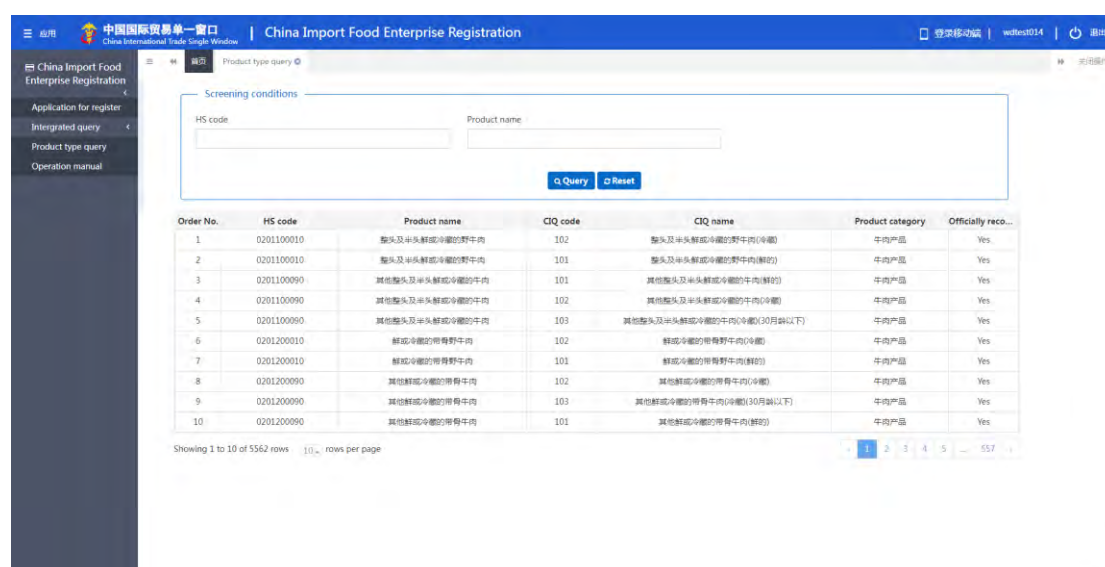 应用
中国国际贸易单一窗口
China International Trade Single Window
China Import Food Enterprise Registration
登录移动端 | wdtest014 | 退出
China Import Food
Enterprise Registration
Application for register
Intergrated query
Product type query
Operation manual
首页 Product type query
Screening conditions
HS code Product name
Query Reset
Order No. HS code Product name CIQ code CIQ name Product category Officially reco...
1 0201100010 整头及半头鲜或冷藏的野牛肉 102 整头及半头鲜或冷藏的野牛肉(冷藏) 牛肉产品 Yes
2 0201100010 整头及半头鲜或冷藏的野牛肉 101 整头及半头鲜或冷藏的野牛肉(鲜的) 牛肉产品 Yes
3 0201100090 其他整头及半头鲜或冷藏的牛肉 101 其他整头及半头鲜或冷藏的牛肉(鲜的) 牛肉产品 Yes
4 0201100090 其他整头及半头鲜或冷藏的牛肉 102 其他整头及半头鲜或冷藏的牛肉(冷藏) 牛肉产品 Yes
5 0201100090 其他整头及半头鲜或冷藏的牛肉 103 其他整头及半头鲜或冷藏的牛肉(冷藏)(30月龄以下) 牛肉产品 Yes
6 0201200010 鲜或冷藏的带骨野牛肉 102 鲜或冷藏的带骨野牛肉(冷藏) 牛肉产品 Yes
7 0201200010 鲜或冷藏的带骨野牛肉 101 鲜或冷藏的带骨野牛肉(鲜的) 牛肉产品 Yes
8 0201200090 其他鲜或冷藏的带骨牛肉 102 其他鲜或冷藏的带骨牛肉(冷藏) 牛肉产品 Yes
9 0201200090 其他鲜或冷藏的带骨牛肉 103 其他鲜或冷藏的带骨牛肉(冷藏)(30月龄以下) 牛肉产品 Yes
10 0201200090 其他鲜或冷藏的带骨牛肉 101 其他鲜或冷藏的带骨牛肉(鲜的) 牛肉产品 Yes
Showing 1 to 10 of 5562 rows 10 rows per page ‹ 1 2 3 4 5 ... 557 ›